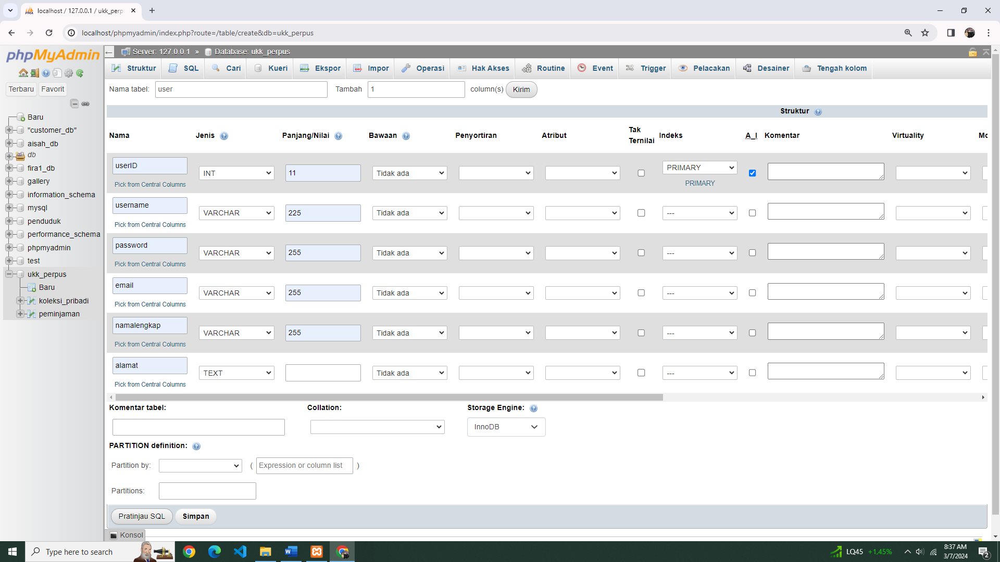 localhost / 127.0.0.1 / ukk_perp
localhost/phpmyadmin/index.php?route=/table/create&db=ukk_perpus
phpMyAdmin
Terbaru Favorit
Baru
"customer_db"
aisah_db
db
fira1_db
gallery
information_schema
mysql
penduduk
performance_schema
phpmyadmin
test
ukk_perpus
Baru
koleksi_pribadi
peminjaman
Server: 127.0.0.1 » Database: ukk_perpus
Struktur SQL Cari Kueri Ekspor Impor Operasi Hak Akses Routine Event Trigger Pelacakan Desainer Tengah kolom
Nama tabel: user Tambah 1 column(s) Kirim
Struktur
Nama Jenis Panjang/Nilai Bawaan Penyortiran Atribut Tak Ternilai Indeks A_I Komentar Virtuality Mo
userID INT 11 Tidak ada PRIMARY
Pick from Central Columns PRIMARY
username VARCHAR 225 Tidak ada ---
Pick from Central Columns
password VARCHAR 255 Tidak ada ---
Pick from Central Columns
email VARCHAR 255 Tidak ada ---
Pick from Central Columns
namalengkap VARCHAR 255 Tidak ada ---
Pick from Central Columns
alamat TEXT Tidak ada ---
Pick from Central Columns
Komentar tabel: Collation: Storage Engine:
InnoDB
PARTITION definition:
Partition by: ( Expression or column list )
Partitions:
Pratinjau SQL Simpan
Konsol
Type here to search
LQ45 +1,45%
8:37 AM
3/7/2024
2